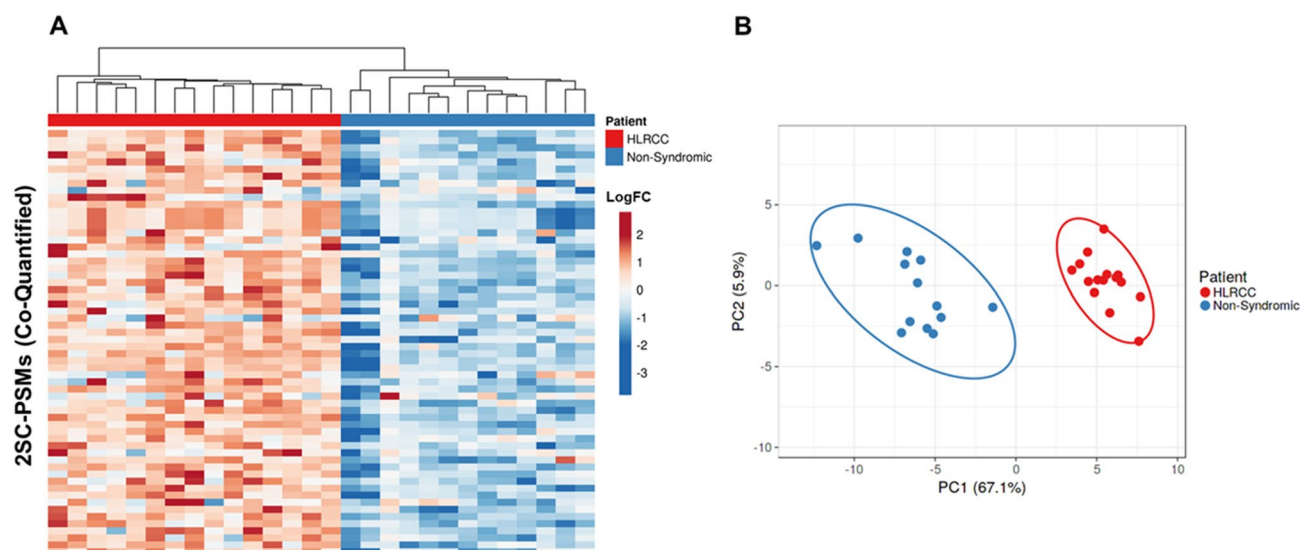 A
2SC-PSMs (Co-Quantified)
Patient
HLRCC
Non-Syndromic
LogFC
2
1
0
-1
-2
-3
B
5
0
-5
-10
PC2 (5.9%)
-10
-5
0
5
10
PC1 (67.1%)
Patient
HLRCC
Non-Syndromic